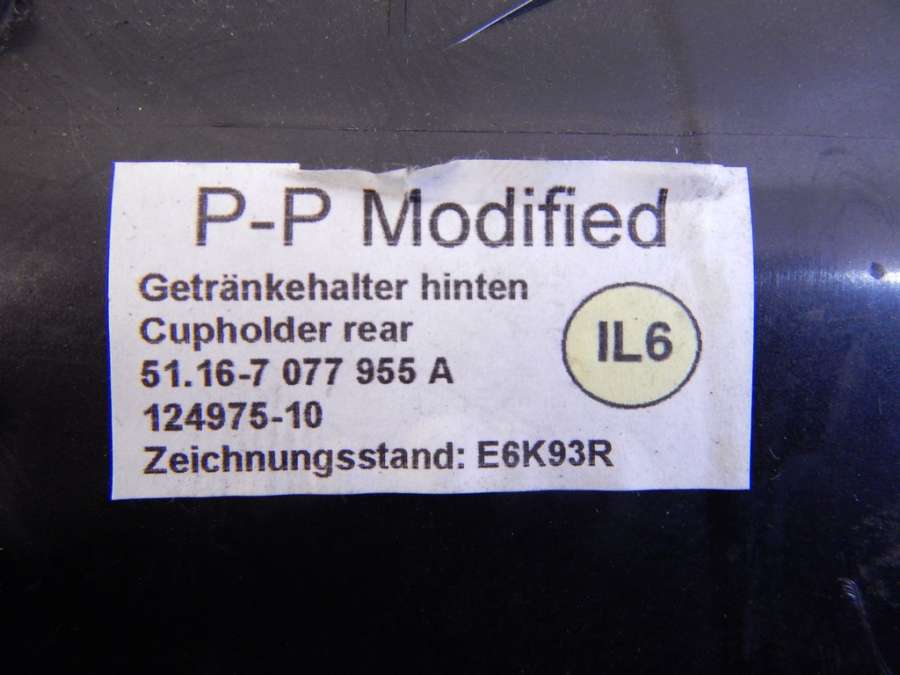 P-P Modified
Getränkehalter hinten
Cupholder rear
IL6
51.16-7 077 955 A
124975-10
Zeichnungsstand: E6K93R